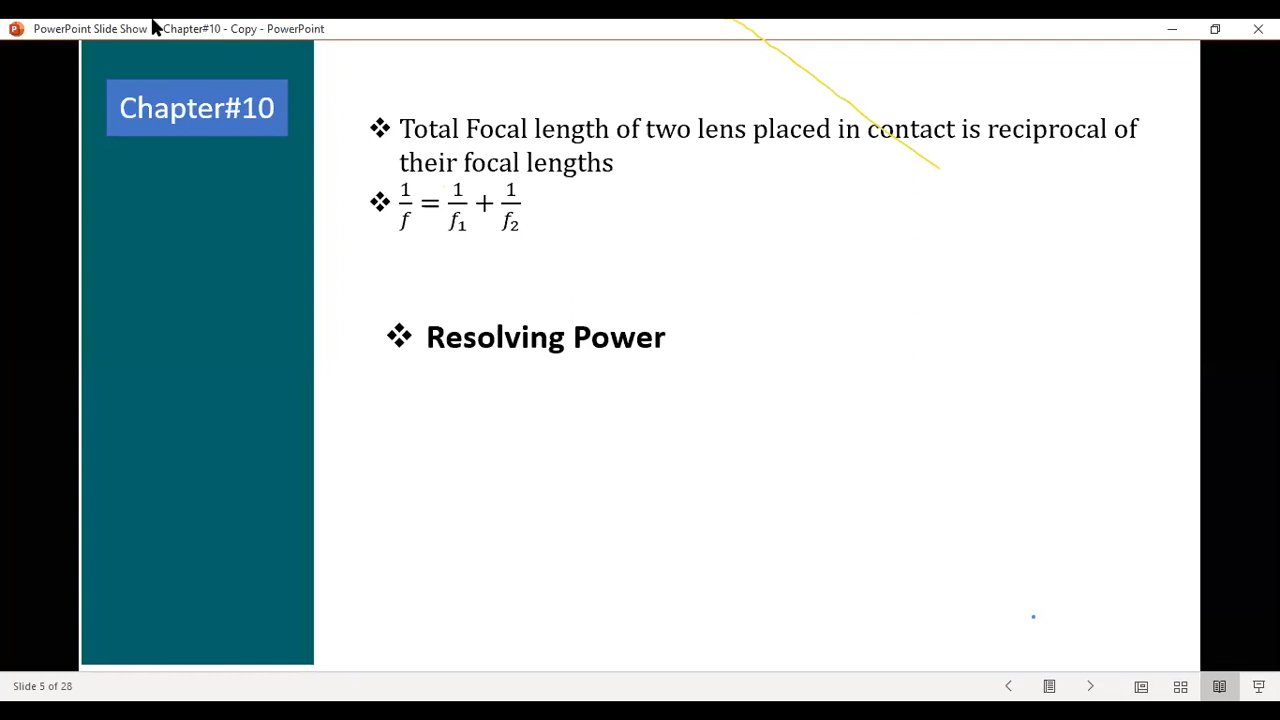 PowerPoint Slide Show - Chapter#10 - Copy - PowerPoint
Chapter#10
❖ Total Focal length of two lens placed in contact is reciprocal of
their focal lengths
❖ 1/f = 1/f₁ + 1/f₂
❖ Resolving Power
Slide 5 of 28